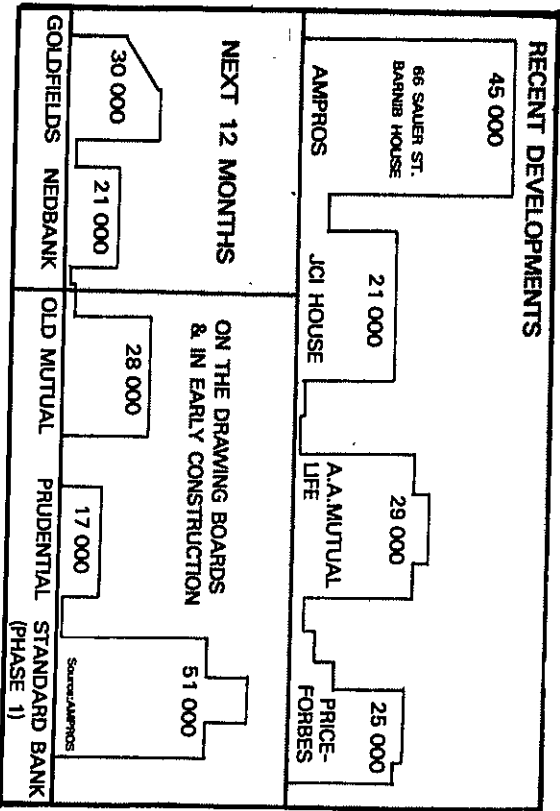 RECENT DEVELOPMENTS
45 000
66 SAUER ST.
BARNIB HOUSE
AMPROS
21 000
JCI HOUSE
29 000
A.A.MUTUAL
LIFE
25 000
PRICE-
FORBES
NEXT 12 MONTHS
30 000
GOLDFIELDS
21 000
NEDBANK
ON THE DRAWING BOARDS
& IN EARLY CONSTRUCTION
28 000
OLD MUTUAL
17 000
PRUDENTIAL
51 000
Source:AMPROS
STANDARD BANK
(PHASE 1)